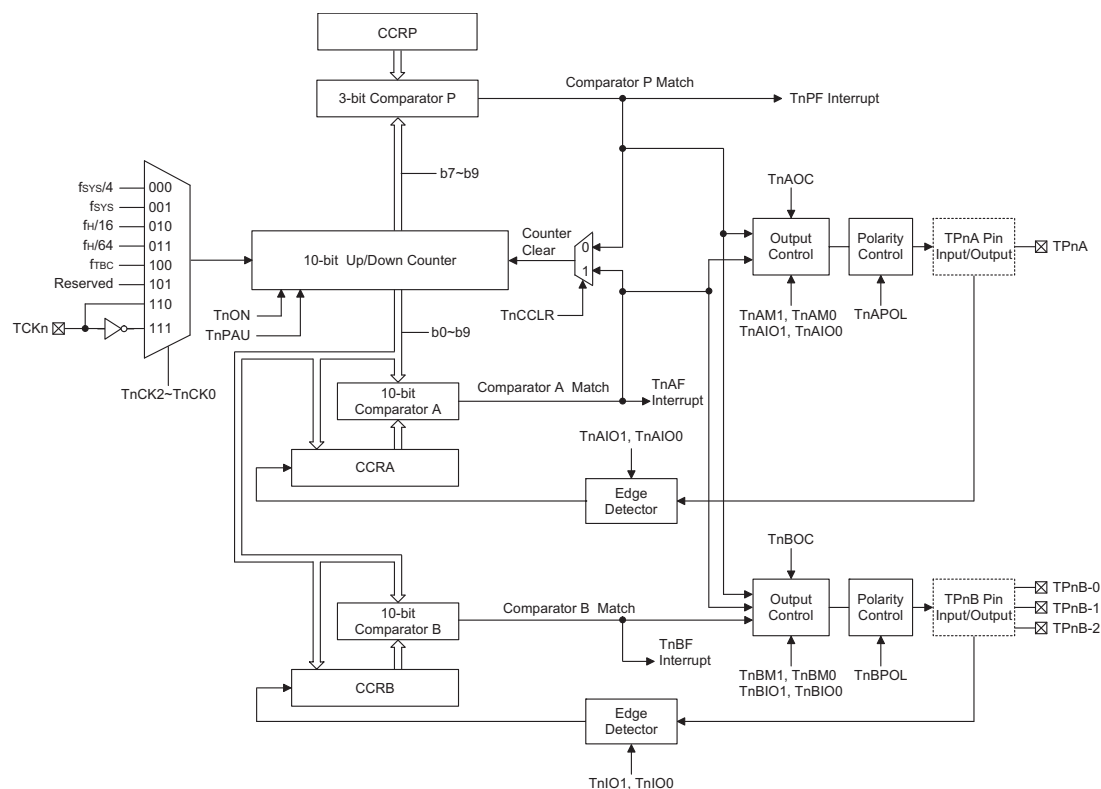 CCRP
3-bit Comparator P
Comparator P Match
TnPF Interrupt
b7~b9
fSYS/4
000
fSYS
001
fH/16
010
fH/64
011
fTBC
100
Reserved
101
110
TCKn
111
TnCK2~TnCK0
10-bit Up/Down Counter
Counter
Clear
0
1
TnON
TnPAU
TnCCLR
b0~b9
TnAOC
Output
Control
Polarity
Control
TPnA Pin
Input/Output
TPnA
TnAM1, TnAM0
TnAIO1, TnAIO0
TnAPOL
10-bit
Comparator A
Comparator A Match
TnAF
Interrupt
CCRA
TnAIO1, TnAIO0
Edge
Detector
TnBOC
10-bit
Comparator B
Comparator B Match
TnBF
Interrupt
Output
Control
Polarity
Control
TPnB Pin
Input/Output
TPnB-0
TPnB-1
TPnB-2
TnBM1, TnBM0
TnBIO1, TnBIO0
TnBPOL
CCRB
Edge
Detector
TnIO1, TnIO0